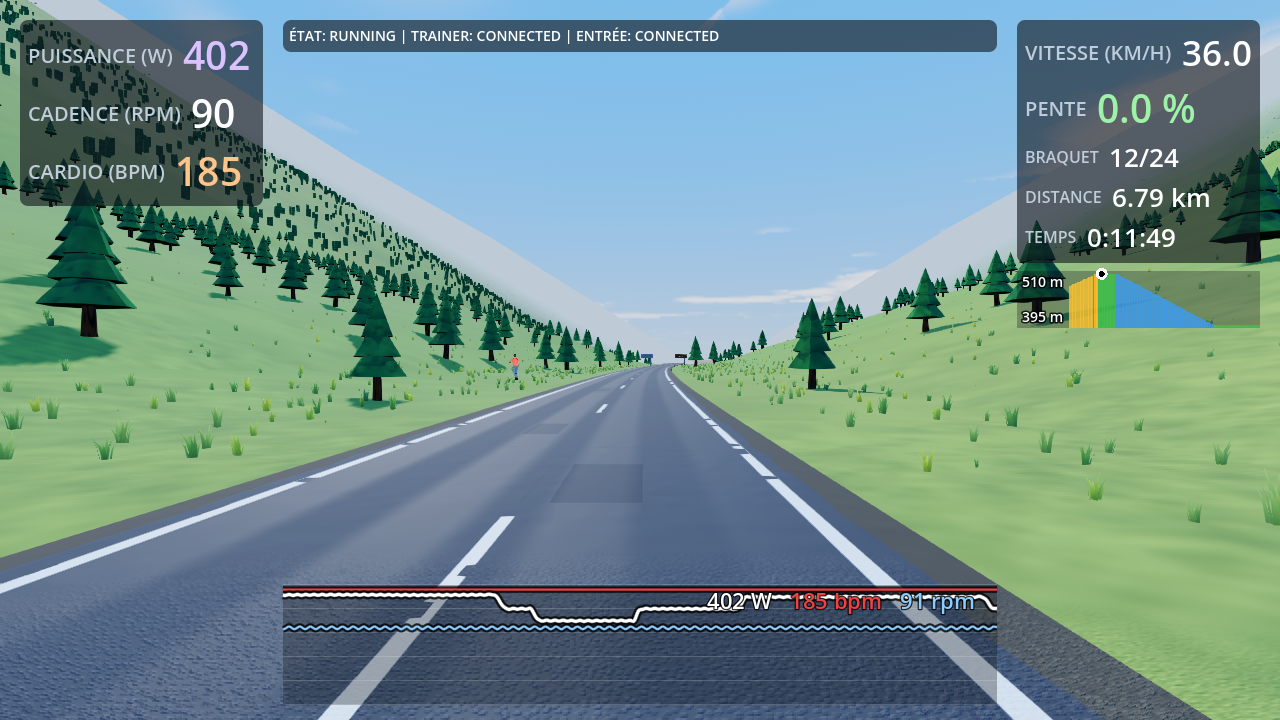 PUISSANCE (W) 402
CADENCE (RPM) 90
CARDIO (BPM) 185
ÉTAT: RUNNING | TRAINER: CONNECTED | ENTRÉE: CONNECTED
VITESSE (KM/H) 36.0
PENTE 0.0 %
BRAQUET 12/24
DISTANCE 6.79 km
TEMPS 0:11:49
510 m
395 m
402 W 185 bpm 91 rpm